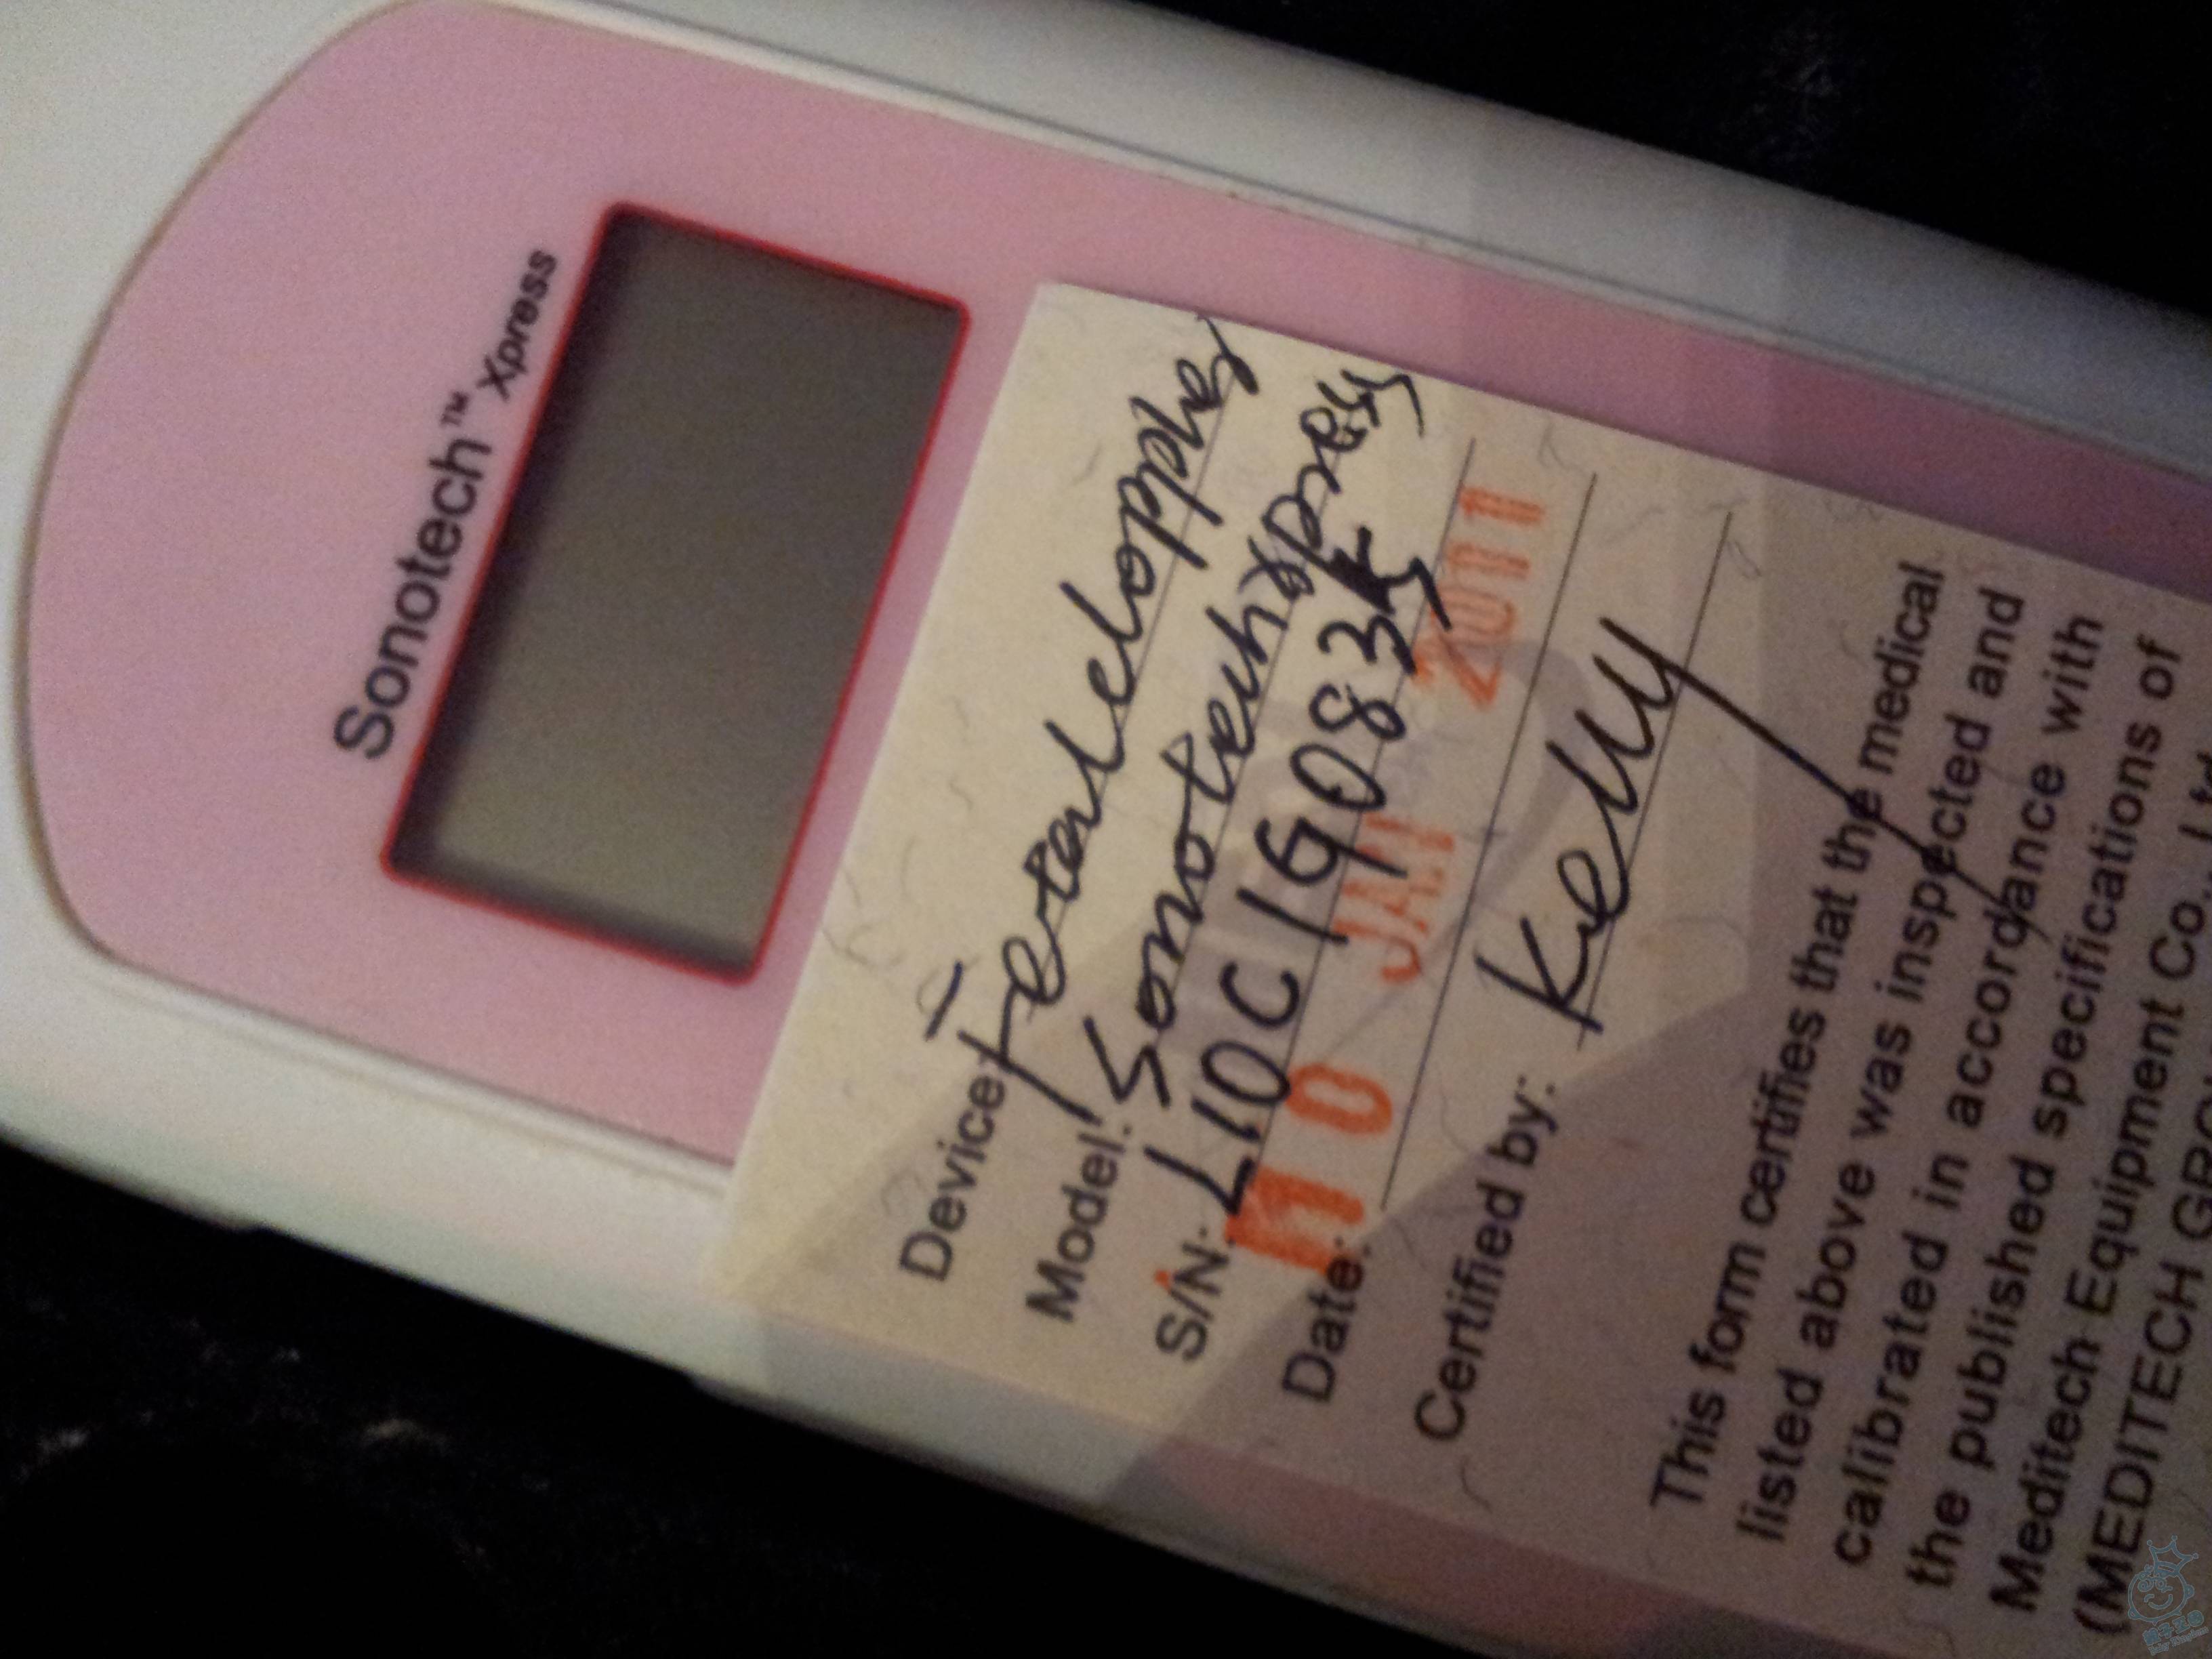 Sonotech™ Xpress
Device: Fetal doppler
Model: Sonotech xpress
S/N:
Date: 10 JAN 2011
Certified by: Kelly
This form certifies that the medical
listed above was inspected and
calibrated in accordance with
the published specifications of
Meditech Equipment Co., Ltd
(MEDITECH